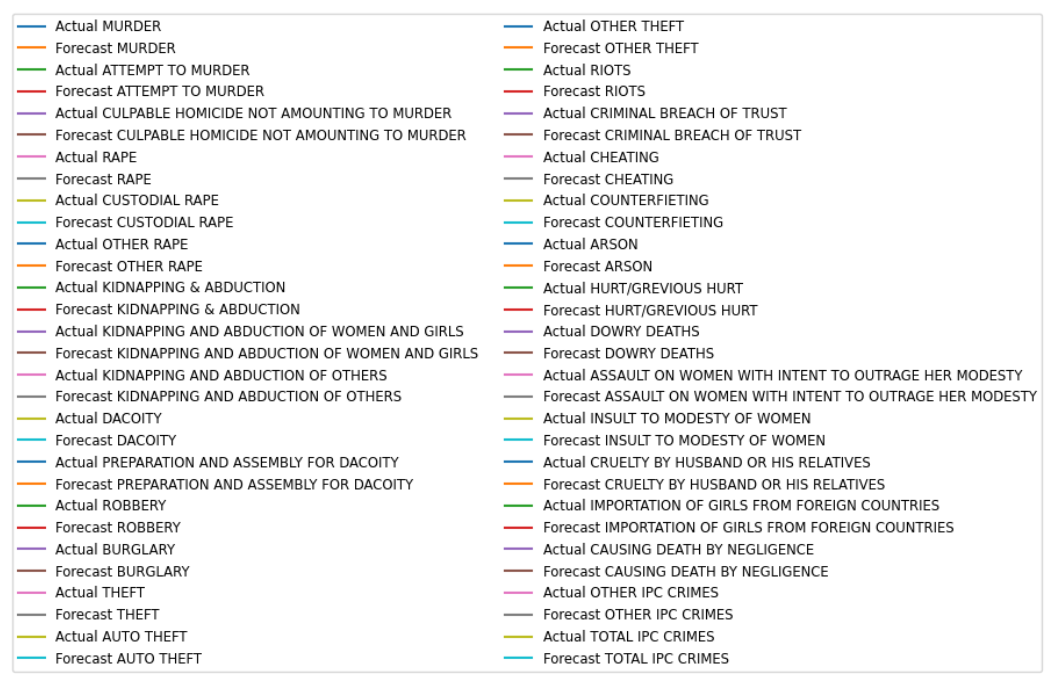 Actual MURDER
Forecast MURDER
Actual ATTEMPT TO MURDER
Forecast ATTEMPT TO MURDER
Actual CULPABLE HOMICIDE NOT AMOUNTING TO MURDER
Forecast CULPABLE HOMICIDE NOT AMOUNTING TO MURDER
Actual RAPE
Forecast RAPE
Actual CUSTODIAL RAPE
Forecast CUSTODIAL RAPE
Actual OTHER RAPE
Forecast OTHER RAPE
Actual KIDNAPPING & ABDUCTION
Forecast KIDNAPPING & ABDUCTION
Actual KIDNAPPING AND ABDUCTION OF WOMEN AND GIRLS
Forecast KIDNAPPING AND ABDUCTION OF WOMEN AND GIRLS
Actual KIDNAPPING AND ABDUCTION OF OTHERS
Forecast KIDNAPPING AND ABDUCTION OF OTHERS
Actual DACOITY
Forecast DACOITY
Actual PREPARATION AND ASSEMBLY FOR DACOITY
Forecast PREPARATION AND ASSEMBLY FOR DACOITY
Actual ROBBERY
Forecast ROBBERY
Actual BURGLARY
Forecast BURGLARY
Actual THEFT
Forecast THEFT
Actual AUTO THEFT
Forecast AUTO THEFT
Actual OTHER THEFT
Forecast OTHER THEFT
Actual RIOTS
Forecast RIOTS
Actual CRIMINAL BREACH OF TRUST
Forecast CRIMINAL BREACH OF TRUST
Actual CHEATING
Forecast CHEATING
Actual COUNTERFIETING
Forecast COUNTERFIETING
Actual ARSON
Forecast ARSON
Actual HURT/GREVIOUS HURT
Forecast HURT/GREVIOUS HURT
Actual DOWRY DEATHS
Forecast DOWRY DEATHS
Actual ASSAULT ON WOMEN WITH INTENT TO OUTRAGE HER MODESTY
Forecast ASSAULT ON WOMEN WITH INTENT TO OUTRAGE HER MODESTY
Actual INSULT TO MODESTY OF WOMEN
Forecast INSULT TO MODESTY OF WOMEN
Actual CRUELTY BY HUSBAND OR HIS RELATIVES
Forecast CRUELTY BY HUSBAND OR HIS RELATIVES
Actual IMPORTATION OF GIRLS FROM FOREIGN COUNTRIES
Forecast IMPORTATION OF GIRLS FROM FOREIGN COUNTRIES
Actual CAUSING DEATH BY NEGLIGENCE
Forecast CAUSING DEATH BY NEGLIGENCE
Actual OTHER IPC CRIMES
Forecast OTHER IPC CRIMES
Actual TOTAL IPC CRIMES
Forecast TOTAL IPC CRIMES